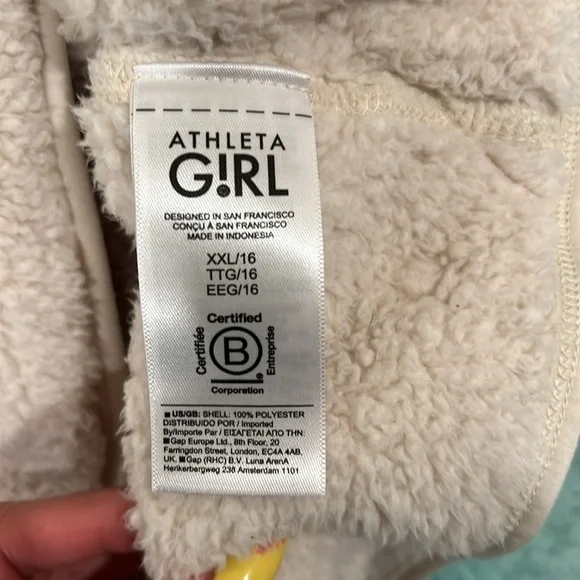 ATHLETA
G!RL
DESIGNED IN SAN FRANCISCO
CONÇU À SAN FRANCISCO
MADE IN INDONESIA
XXL/16
TTG/16
EEG/16
Certified
Certifiée
B
Entreprise
Corporation
■ US/GB: SHELL: 100% POLYESTER
DISTRIBUIDO POR / Imported
By/Importe Par / ΕΙΣΑΓΕΤΑΙ ΑΠΟ ΤΗΝ:
■ Gap Europe Ltd., 8th Floor, 20
Farringdon Street, London, EC4A 4AB,
UK. ■ Gap (RHC) B.V. Luna ArenA
Herikerbergweg 238 Amsterdam 1101